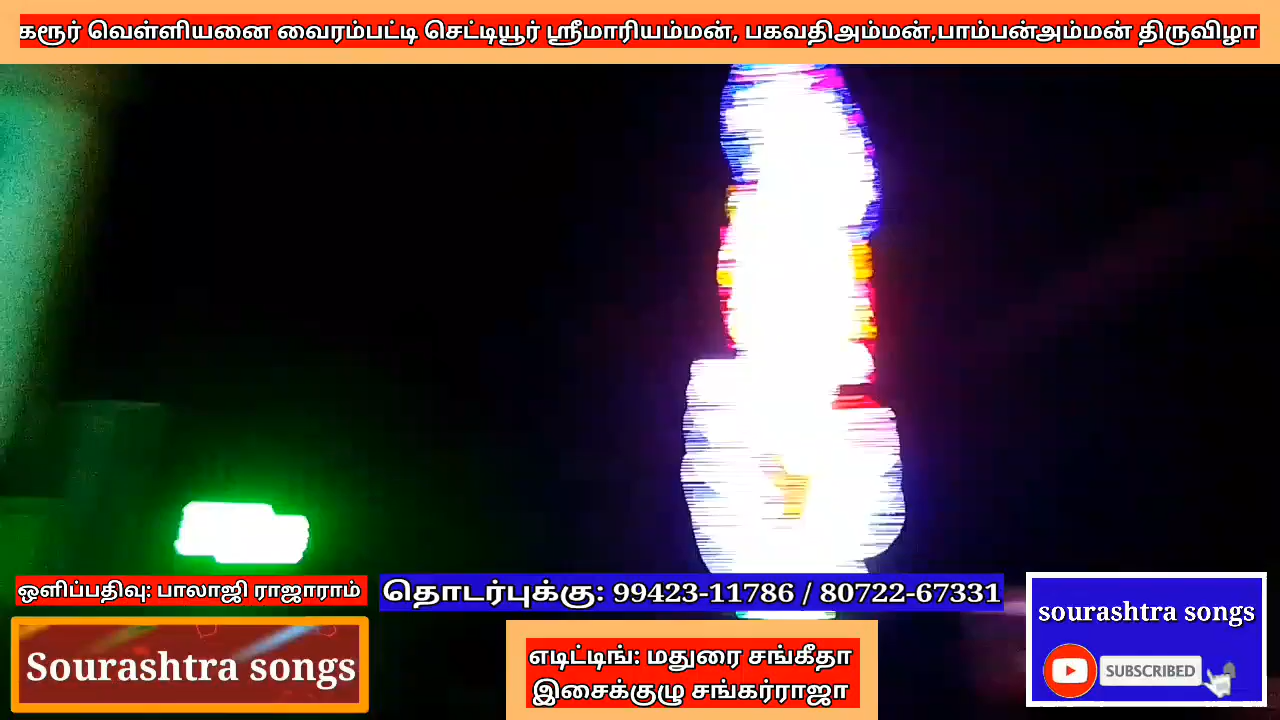 கரூர் வெள்ளியனை வைரம்பட்டி செட்டியூர் ஸ்ரீமாரியம்மன், பகவதிஅம்மன்,பாம்பன்அம்மன் திருவிழா
ஒளிப்பதிவு: பாலாஜி ராஜாராம்
தொடர்புக்கு: 99423-11786 / 80722-67331
sourashtra songs
Sourashtra songs
எடிட்டிங்: மதுரை சங்கீதா
இசைக்குழு சங்கர்ராஜா
SUBSCRIBED